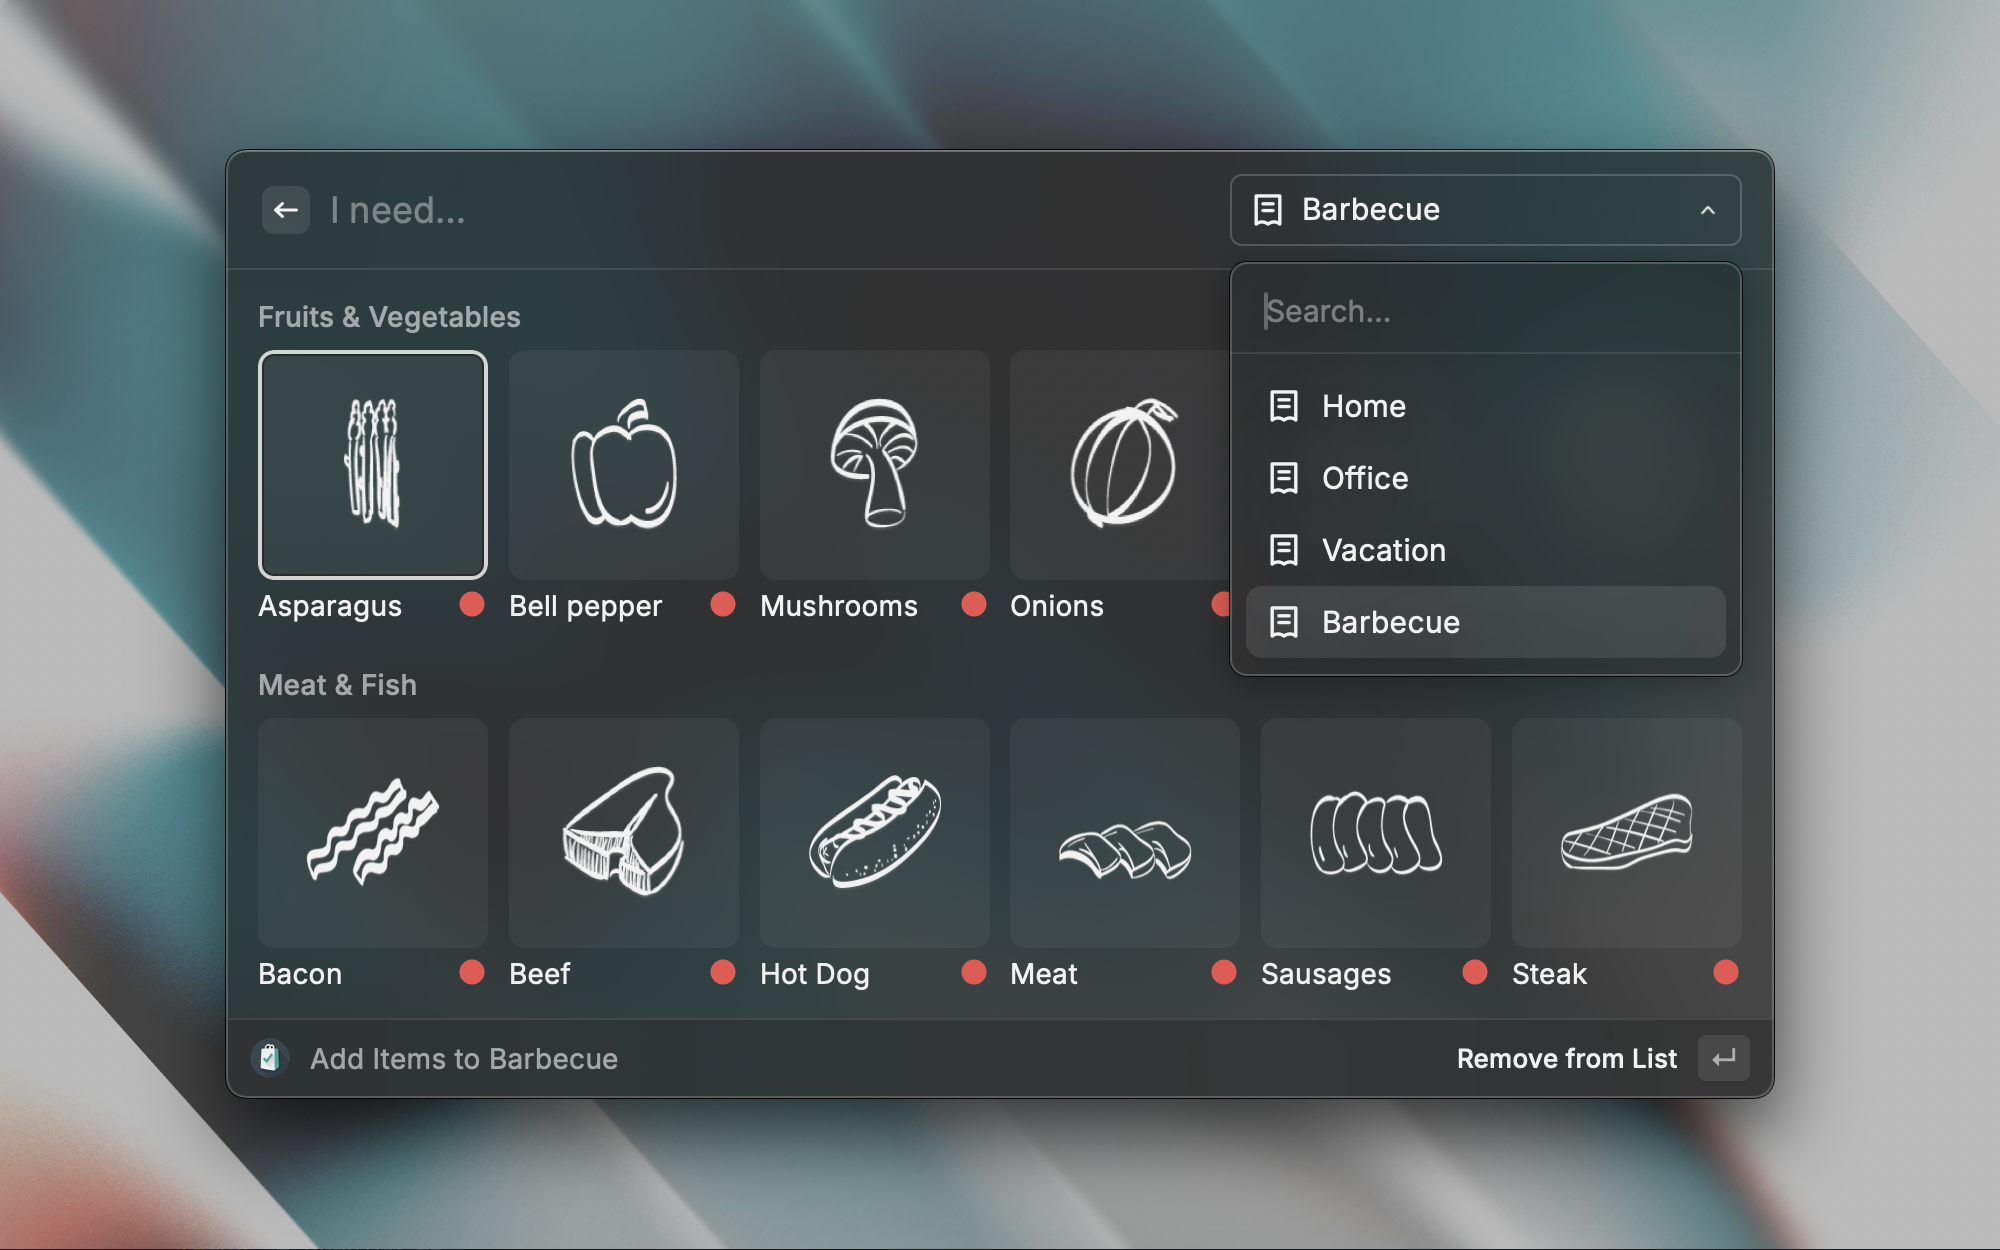 I need...
Barbecue
Search...
Home
Office
Vacation
Barbecue
Fruits & Vegetables
Asparagus
Bell pepper
Mushrooms
Onions
Meat & Fish
Bacon
Beef
Hot Dog
Meat
Sausages
Steak
Add Items to Barbecue
Remove from List